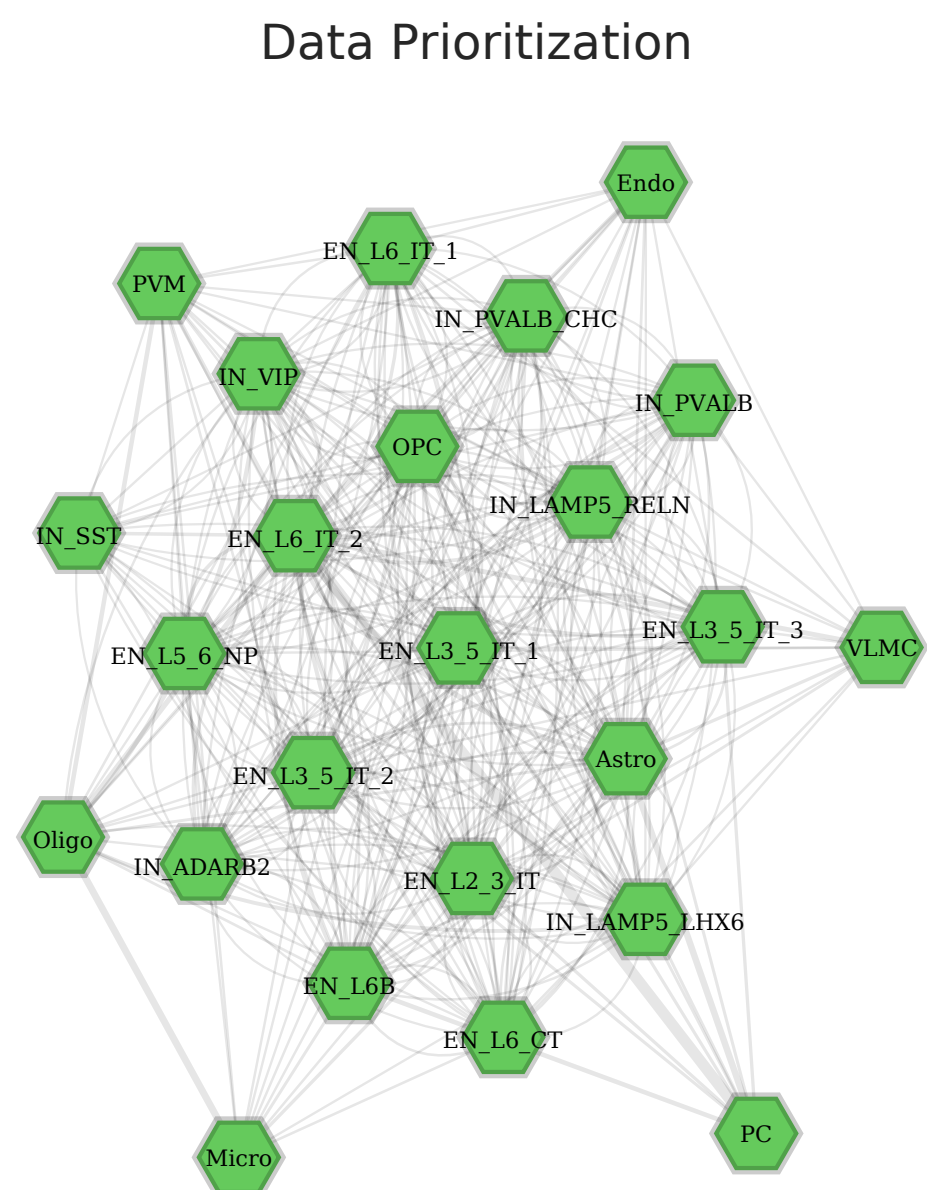 Data Prioritization
Endo
EN_L6_IT_1
PVM
IN_PVALB_CHC
IN_VIP
IN_PVALB
OPC
IN_LAMP5_RELN
IN_SST
EN_L6_IT_2
EN_L3_5_IT_3
VLMC
EN_L5_6_NP
EN_L3_5_IT_1
Astro
EN_L3_5_IT_2
Oligo
IN_ADARB2
EN_L2_3_IT
IN_LAMP5_LHX6
EN_L6B
EN_L6_CT
PC
Micro